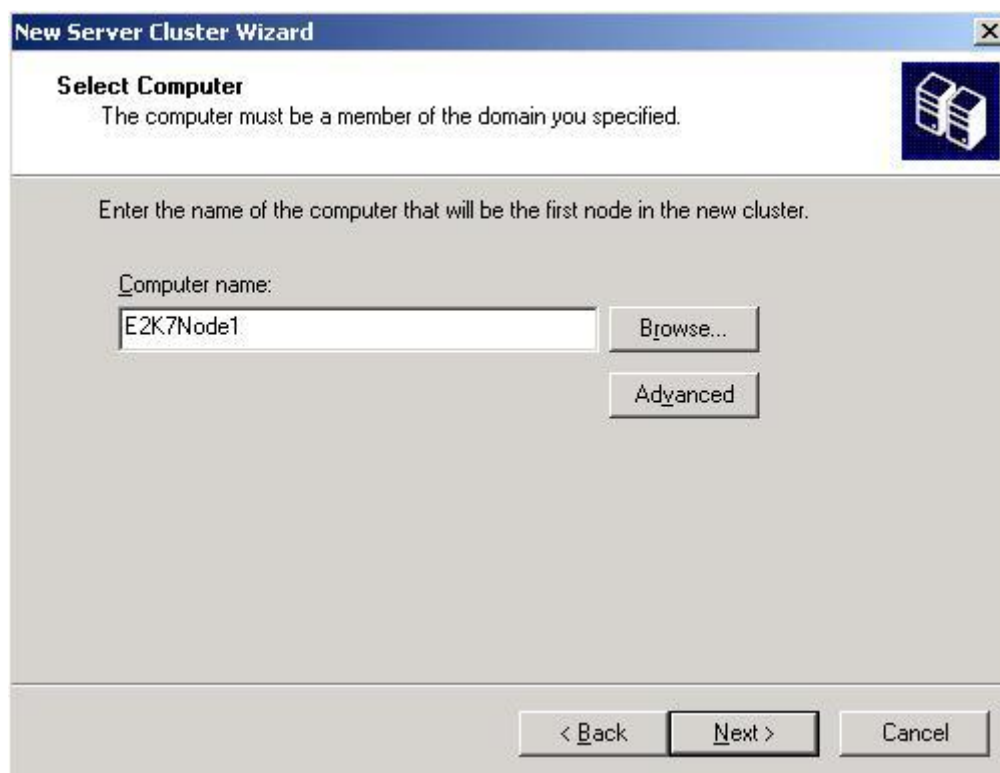 New Server Cluster Wizard
Select Computer
The computer must be a member of the domain you specified.
Enter the name of the computer that will be the first node in the new cluster.
Computer name:
E2K7Node1
Browse...
Advanced
< Back
Next >
Cancel